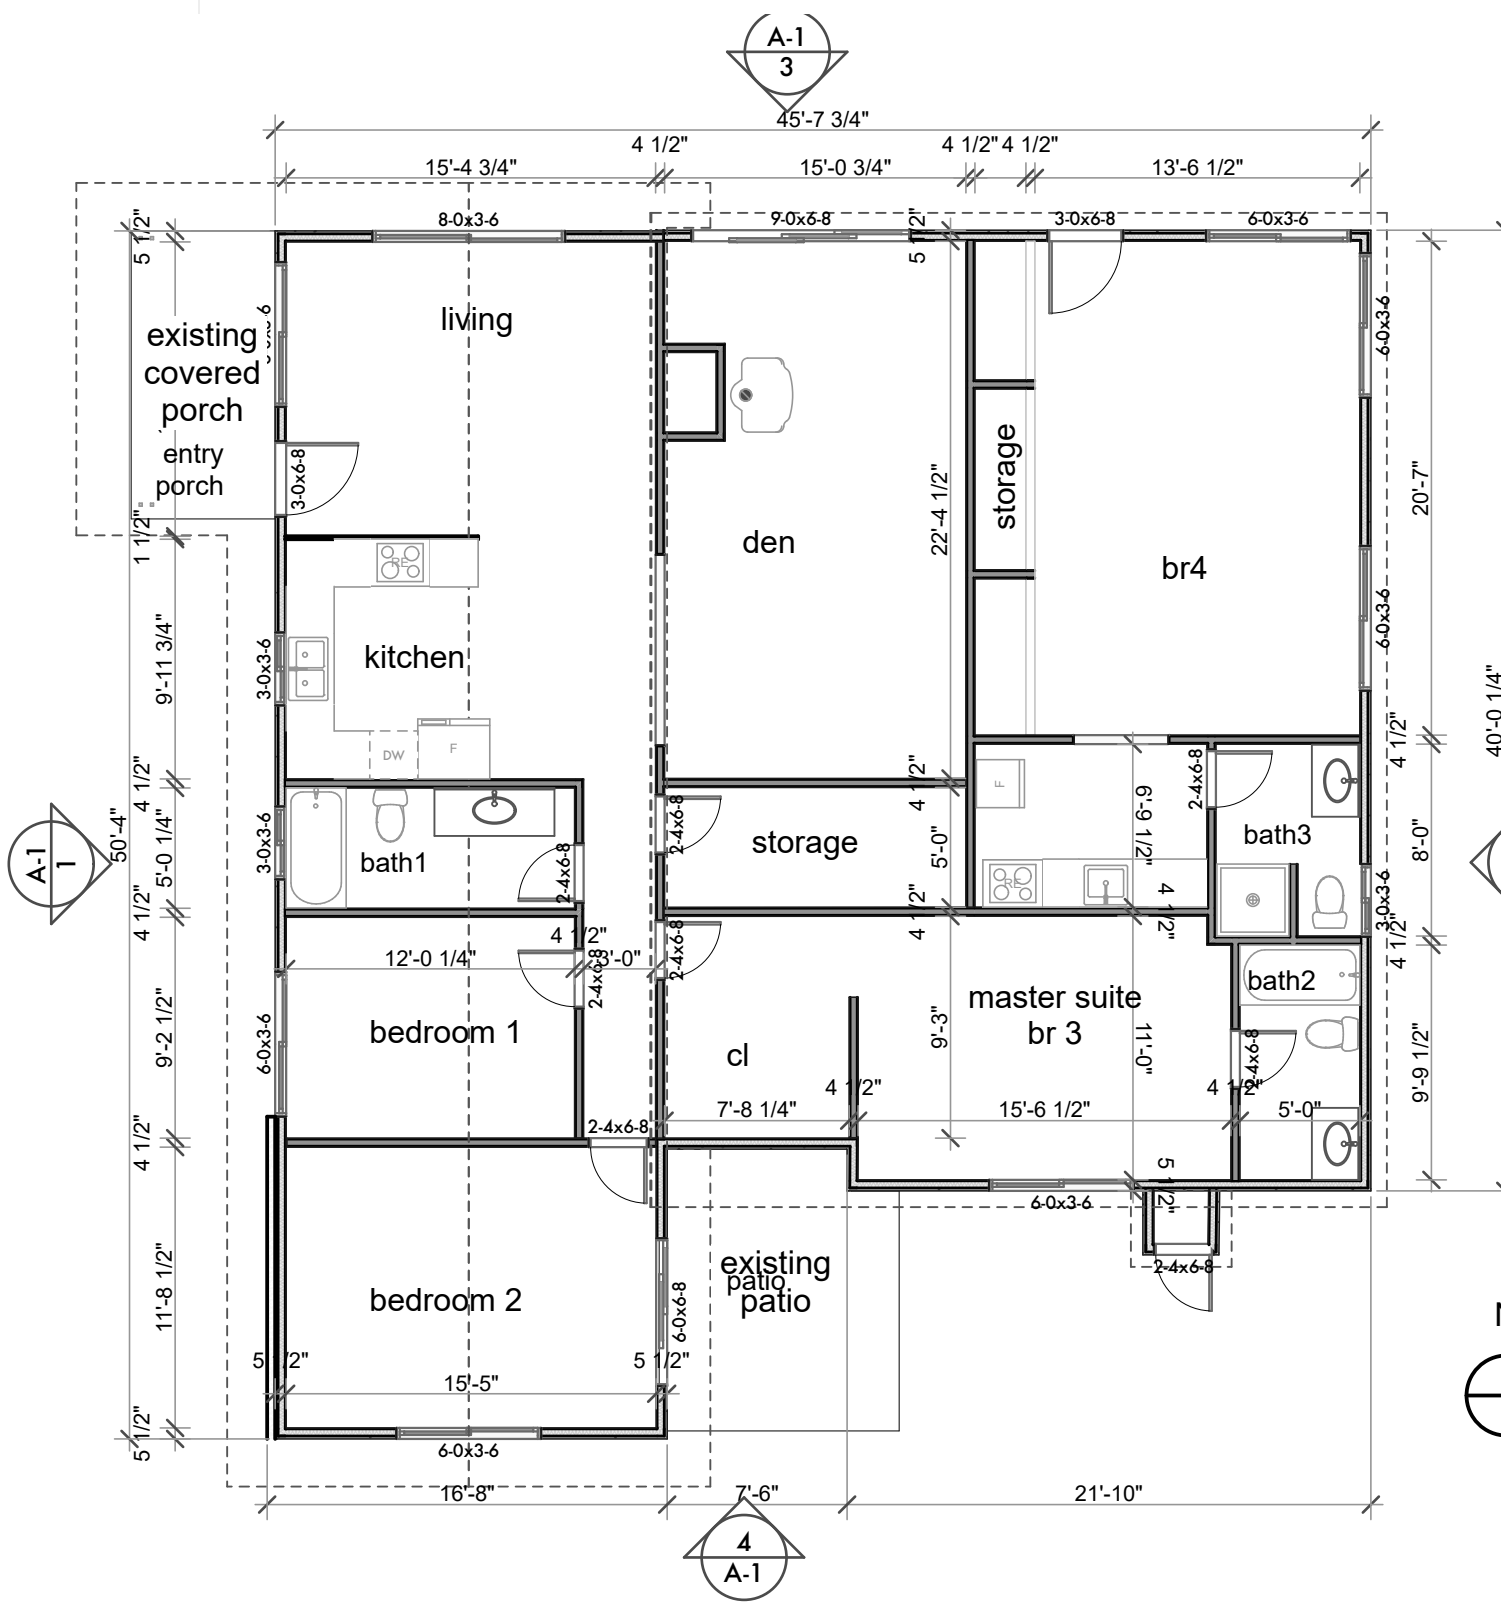 A-1
3
45'-7 3/4"
4 1/2"
4 1/2"
4 1/2"
15'-4 3/4"
15'-0 3/4"
13'-6 1/2"
5 1/2"
8-0x3-6
9-0x6-8
5 1/2"
3-0x6-8
6-0x3-6
living
existing
covered
porch
entry
porch
3-0x6-8
6-0x3-6
storage
22'-4 1/2"
20'-7"
den
br4
1 1/2"
RE
kitchen
9'-11 3/4"
3-0x3-6
6-0x3-6
40'-0 1/4"
DW
F
4 1/2"
4 1/2"
2-4x6-8
4 1/2"
F
6'-9 1/2"
A-1
1
50'-4"
5'-0 1/4"
3-0x3-6
bath1
2-4x6-8
2-4x6-8
storage
5'-0"
bath3
8'-0"
RE
4 1/2"
3-0x3-6
4 1/2"
4 1/2"
4 1/2"
4 1/2"
12'-0 1/4"
3'-0"
2-4x6-8
2-4x6-8
master suite
br 3
bath2
bedroom 1
9'-2 1/2"
6-0x3-6
cl
9'-3"
11'-0"
2-4x6-8
9'-9 1/2"
4 1/2"
4 1/2"
7'-8 1/4"
15'-6 1/2"
5'-0"
4 1/2"
2-4x6-8
5 1/2"
6-0x3-6
existing
patio
patio
2-4x6-8
bedroom 2
11'-8 1/2"
6-0x6-8
5 1/2"
5 1/2"
15'-5"
5 1/2"
6-0x3-6
16'-8"
7'-6"
21'-10"
4
A-1